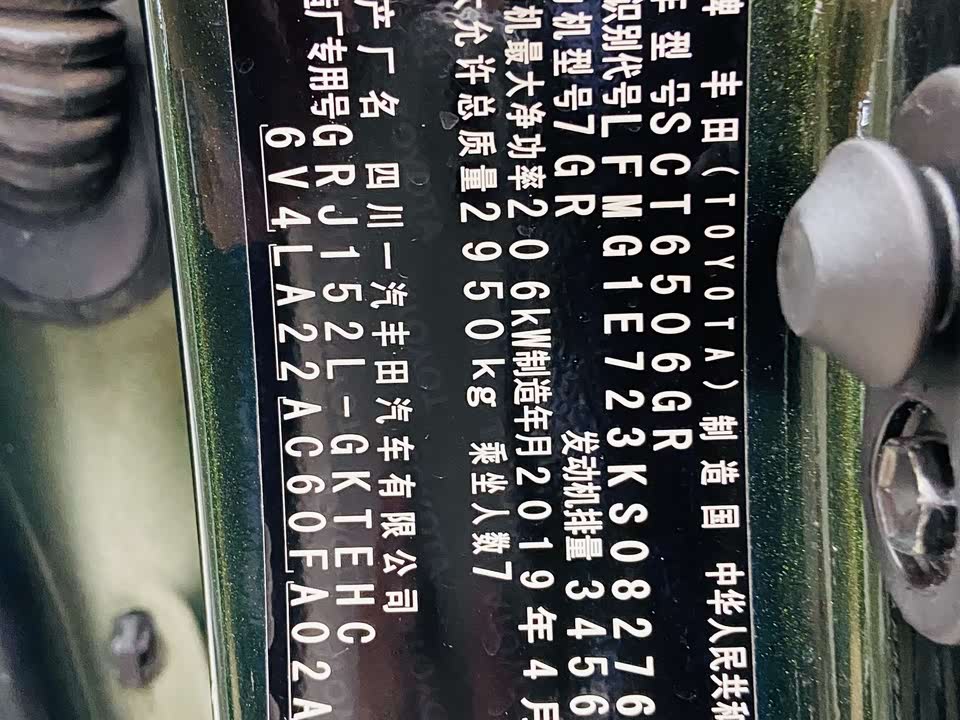 牌 丰田(TOYOTA)制造国 中华人民共和
车型号SCT6506GR
识别代号LFMG1E723KS08276
机型号7GR 发动机排量3456
机最大净功率206kW制造年月2019年4月
允许总质量2950kg 乘坐人数7
产厂名 四川一汽丰田汽车有限公司
厂专用号GRJ152L-GKTEHC
6V4 LA22 AC60F A02A